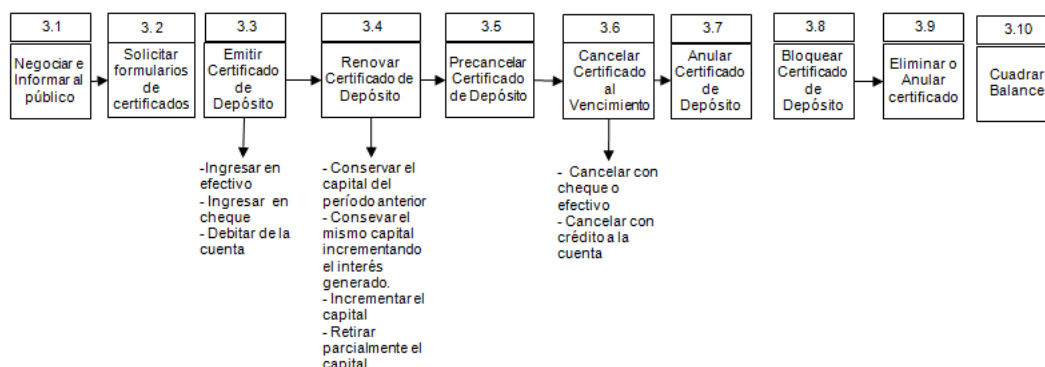 3.1
Negociar e
Informar al
público
3.2
Solicitar
formularios
de
certificados
3.3
Emitir
Certificado
de
Depósito
3.4
Renovar
Certificado de
Depósito
3.5
Precancelar
Certificado
de Depósito
3.6
Cancelar
Certificado
al
Vencimiento
3.7
Anular
Certificado
de
Depósito
3.8
Bloquear
Certificado
de
Depósito
3.9
Eliminar o
Anular
certificado
3.10
Cuadrar
Balance
-Ingresar en
efectivo
- Ingresar en
cheque
- Debitar de la
cuenta
- Conservar el
capital del
período anterior
- Consevar el
mismo capital
incrementando
el interés
generado.
- Incrementar el
capital
- Retirar
parcialmente el
capital
- Cancelar con
cheque o
efectivo
- Cancelar con
crédito a la
cuenta